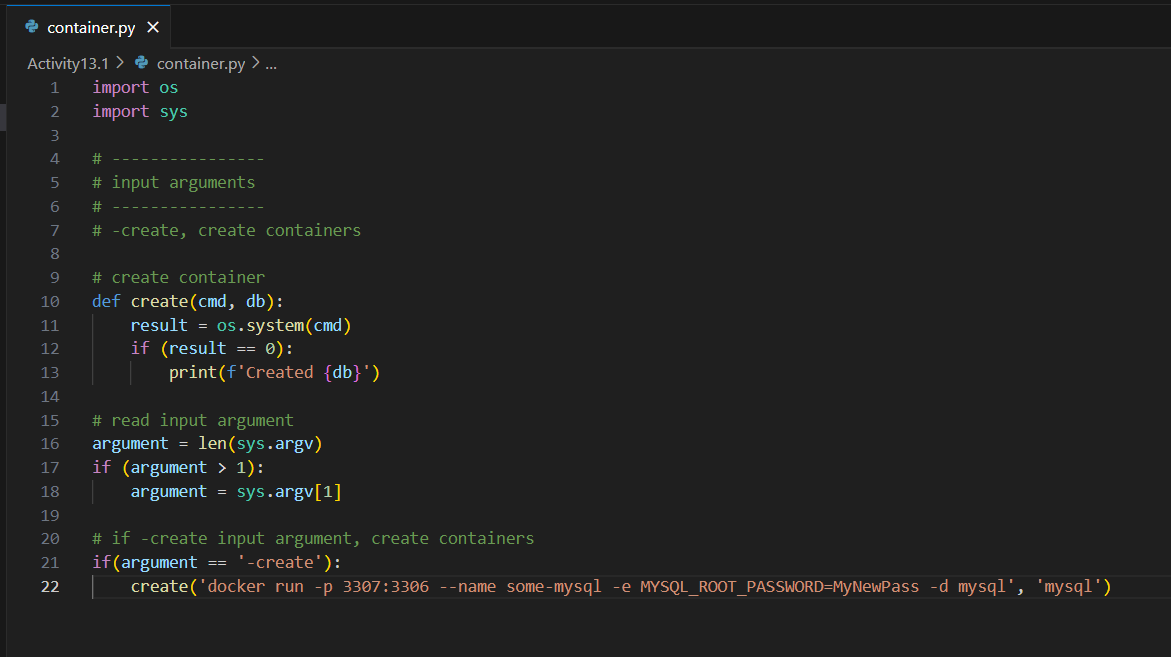 container.py
Activity13.1 > container.py > ...
1 import os
2 import sys
3
4 # ----------------
5 # input arguments
6 # ----------------
7 # -create, create containers
8
9 # create container
10 def create(cmd, db):
11     result = os.system(cmd)
12     if (result == 0):
13         print(f'Created {db}')
14
15 # read input argument
16 argument = len(sys.argv)
17 if (argument > 1):
18     argument = sys.argv[1]
19
20 # if -create input argument, create containers
21 if(argument == '-create'):
22     create('docker run -p 3307:3306 --name some-mysql -e MYSQL_ROOT_PASSWORD=MyNewPass -d mysql', 'mysql')